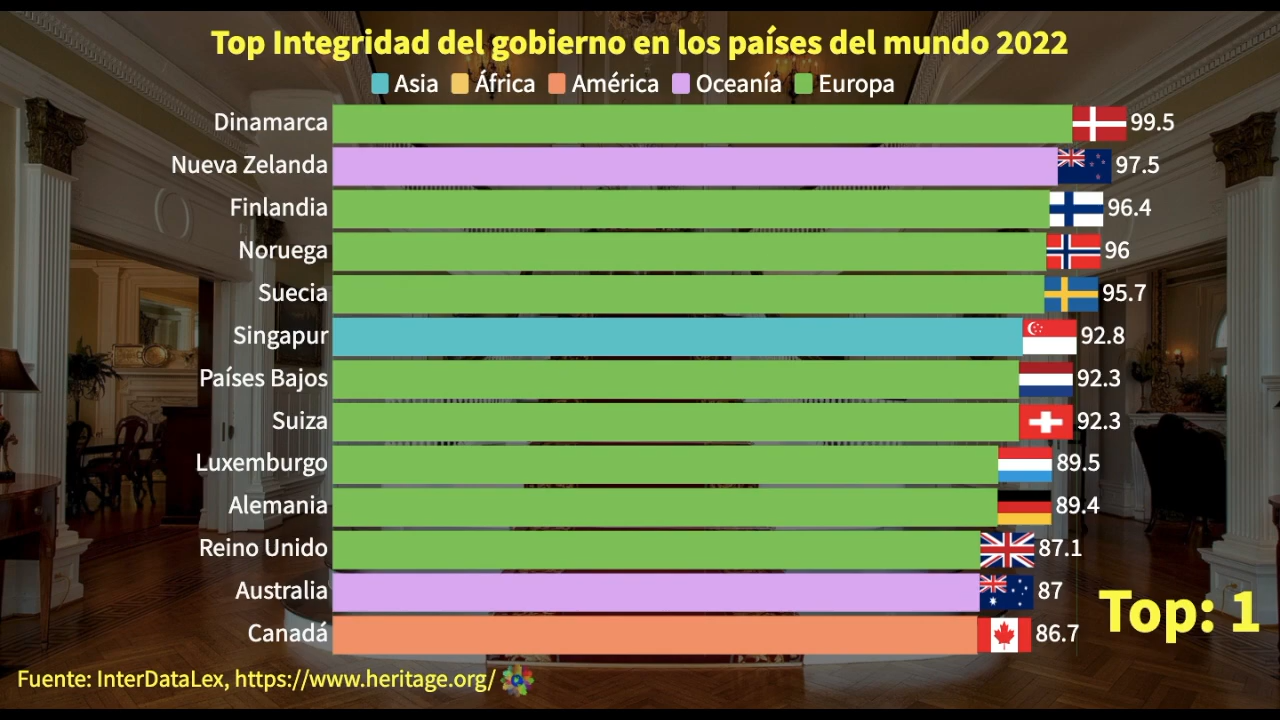 Top Integridad del gobierno en los países del mundo 2022
Asia África América Oceanía Europa
Dinamarca 99.5
Nueva Zelanda 97.5
Finlandia 96.4
Noruega 96
Suecia 95.7
Singapur 92.8
Países Bajos 92.3
Suiza 92.3
Luxemburgo 89.5
Alemania 89.4
Reino Unido 87.1
Australia 87
Canadá 86.7
Top: 1
Fuente: InterDataLex, https://www.heritage.org/